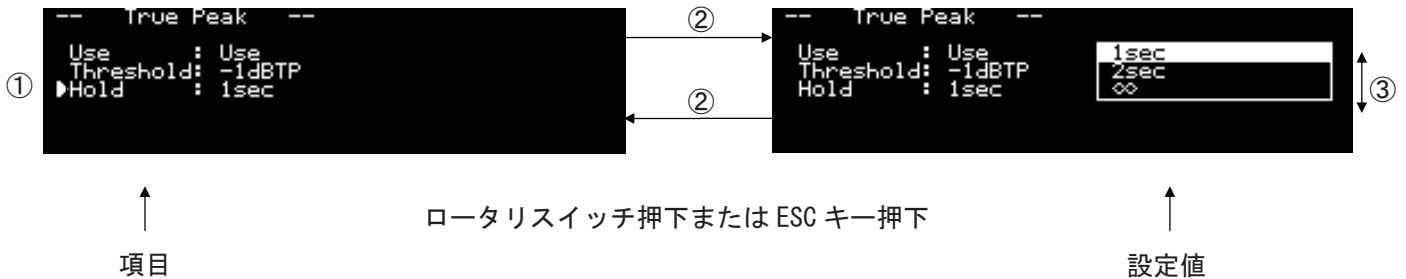 -- True Peak --
Use : Use
Threshold: -1dBTP
Hold : 1sec
①
②
②
-- True Peak --
Use : Use
Threshold: -1dBTP
Hold : 1sec
1sec
2sec
∞
③
ロータリスイッチ押下または ESC キー押下
項目
設定値